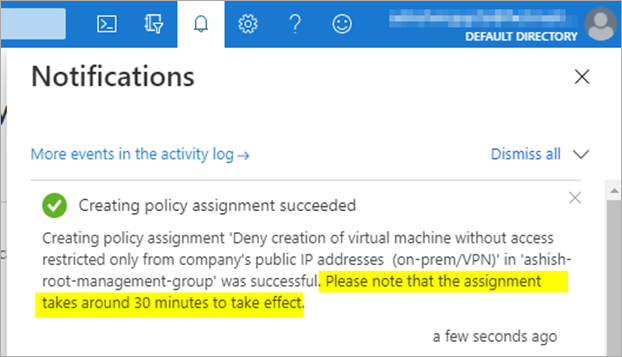 DEFAULT DIRECTORY
Notifications
More events in the activity log →
Dismiss all
Creating policy assignment succeeded
Creating policy assignment 'Deny creation of virtual machine without access
restricted only from company's public IP addresses (on-prem/VPN)' in 'ashish-
root-management-group' was successful. Please note that the assignment
takes around 30 minutes to take effect.
a few seconds ago